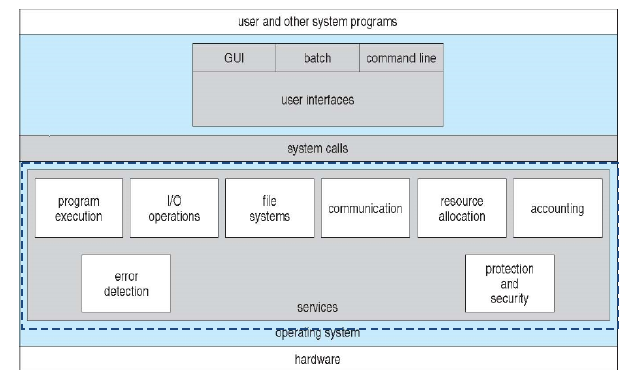 user and other system programs
GUI
batch
command line
user interfaces
system calls
program
execution
I/O
operations
file
systems
communication
resource
allocation
accounting
error
detection
protection
and
security
services
operating system
hardware